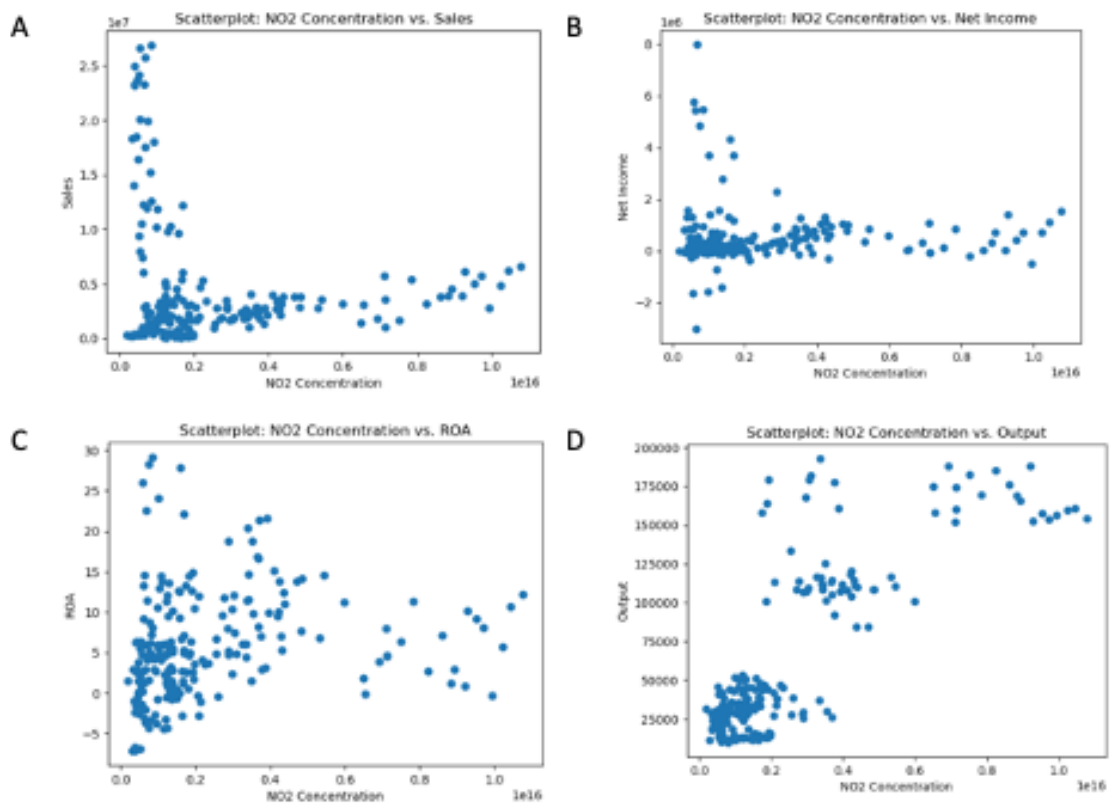 A
Scatterplot: NO2 Concentration vs. Sales
1e7
Sales
2.5
2.0
1.5
1.0
0.5
0.0
0.0 0.2 0.4 0.6 0.8 1.0
NO2 Concentration
1e16
B
Scatterplot: NO2 Concentration vs. Net Income
1e6
Net Income
8
6
4
2
0
−2
0.0 0.2 0.4 0.6 0.8 1.0
NO2 Concentration
1e16
C
Scatterplot: NO2 Concentration vs. ROA
ROA
30
25
20
15
10
5
0
−5
0.0 0.2 0.4 0.6 0.8 1.0
NO2 Concentration
1e16
D
Scatterplot: NO2 Concentration vs. Output
Output
200000
175000
150000
125000
100000
75000
50000
25000
0.0 0.2 0.4 0.6 0.8 1.0
NO2 Concentration
1e16